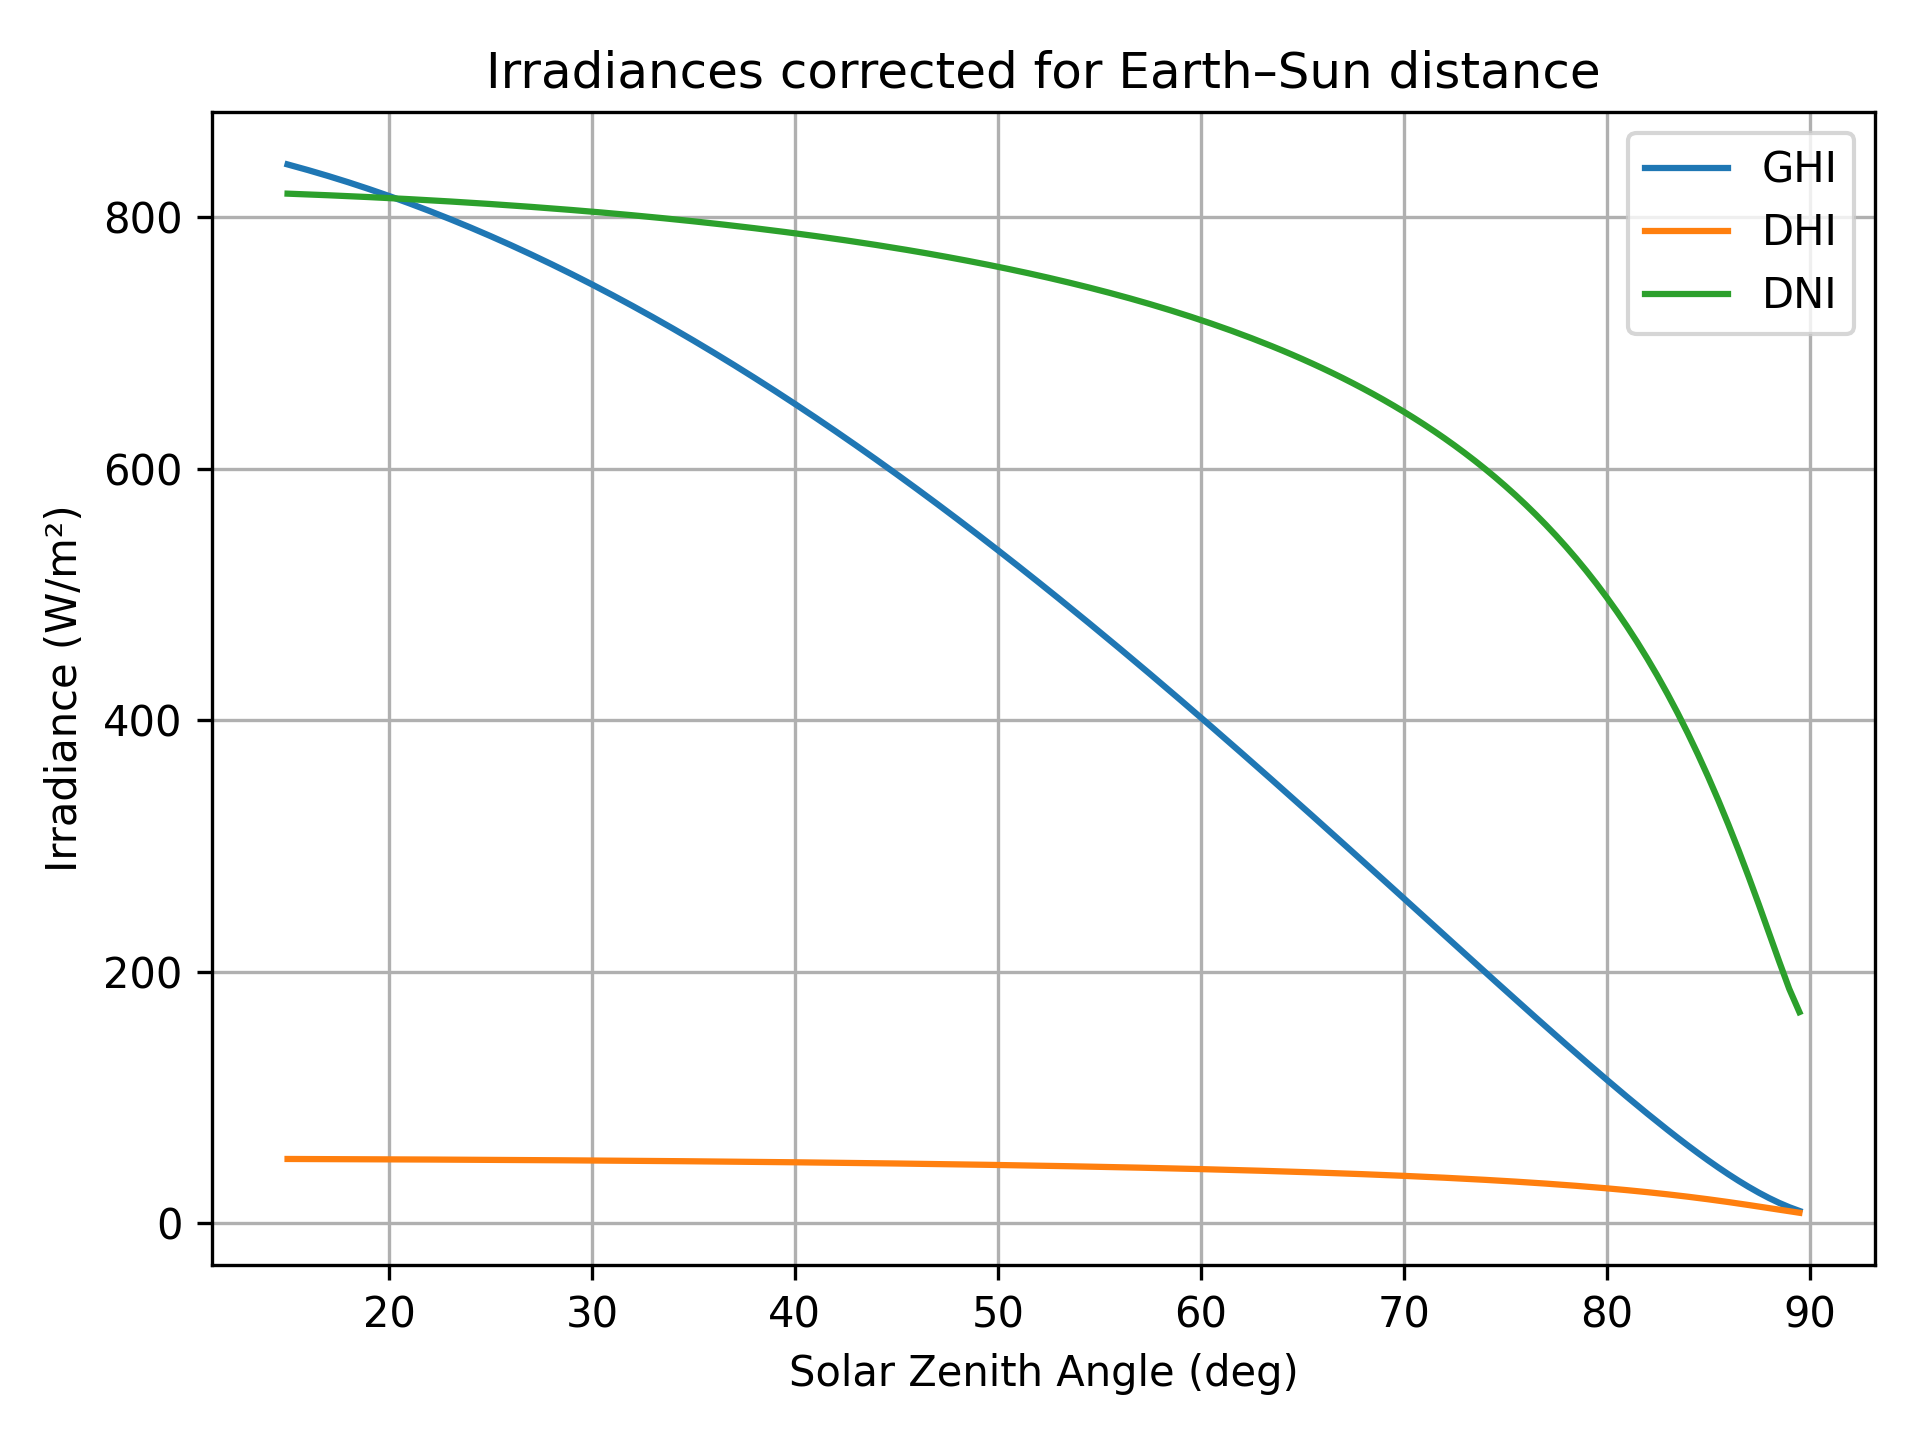 Irradiances corrected for Earth–Sun distance
GHI
DHI
DNI
800
600
400
200
0
Irradiance (W/m²)
20 30 40 50 60 70 80 90
Solar Zenith Angle (deg)